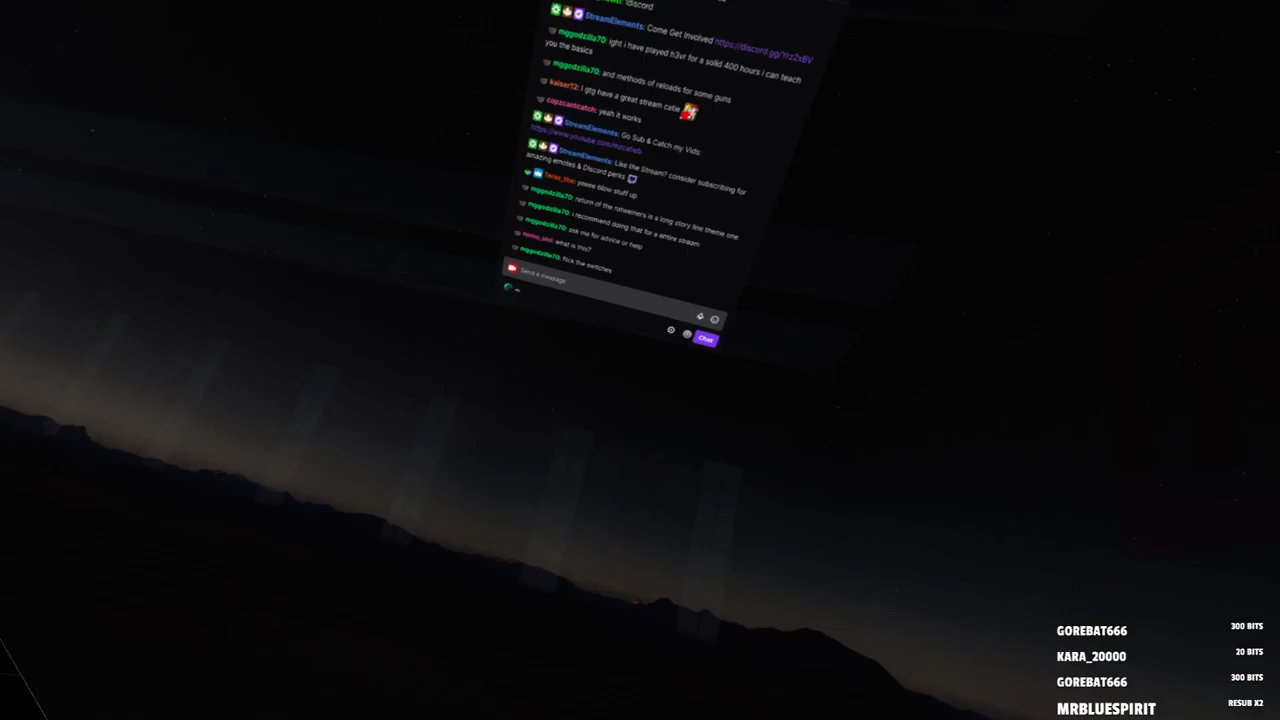 !discord
StreamElements: Come Get Involved https://discord.gg/Yrz2xBV
mggodzilla70: ight i have played h3vr for a solid 400 hours i can teach
you the basics
mggodzilla70: and methods of reloads for some guns
kaiser12: I gtg have a great stream catie
copzcamcatch: yeah it works
StreamElements: Go Sub & Catch my Vids:
https://www.youtube.com/mzcatieb
StreamElements: Like the Stream? consider subscribing for
amazing emotes & Discord perks
yeeee blow stuff up
mggodzilla70: return of the rotweiners is a long story line theme one
mggodzilla70: i recommend doing that for a entire stream
mggodzilla70: ask me for advice or help
what is this?
mggodzilla70: flick the switches
Send a message
Chat
GOREBAT666 300 BITS
KARA_20000 20 BITS
GOREBAT666 300 BITS
MRBLUESPIRIT RESUB X2